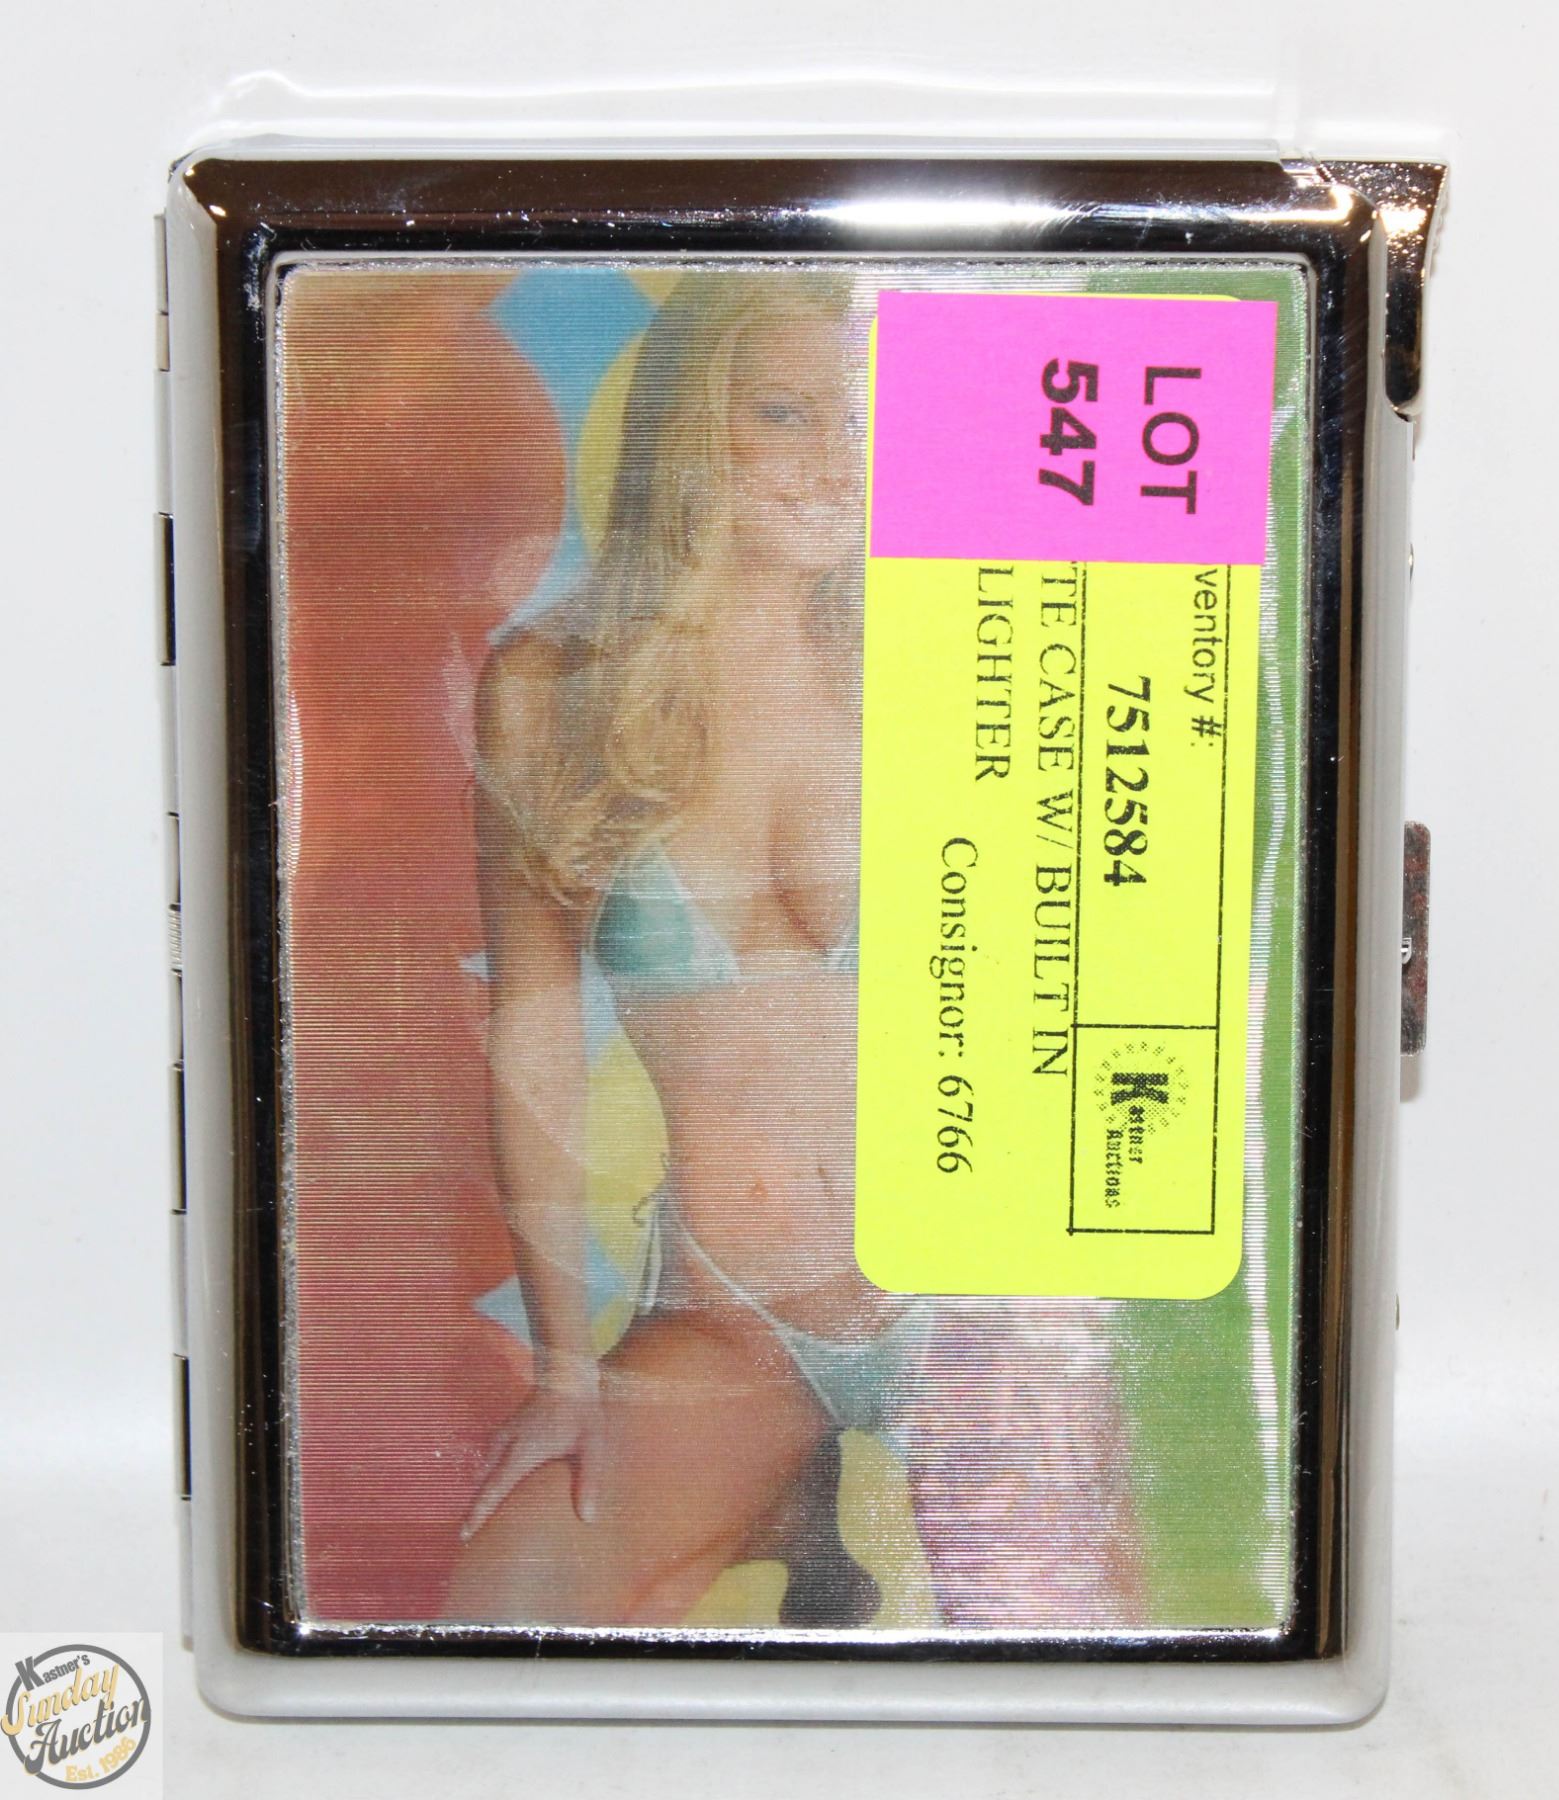 LOT
547
ventory #:
7512584
TE CASE W/ BUILT IN
LIGHTER
Consignor: 6766
Kastner
Auctions
Kastner's
Sunday
Auction
Est. 1986